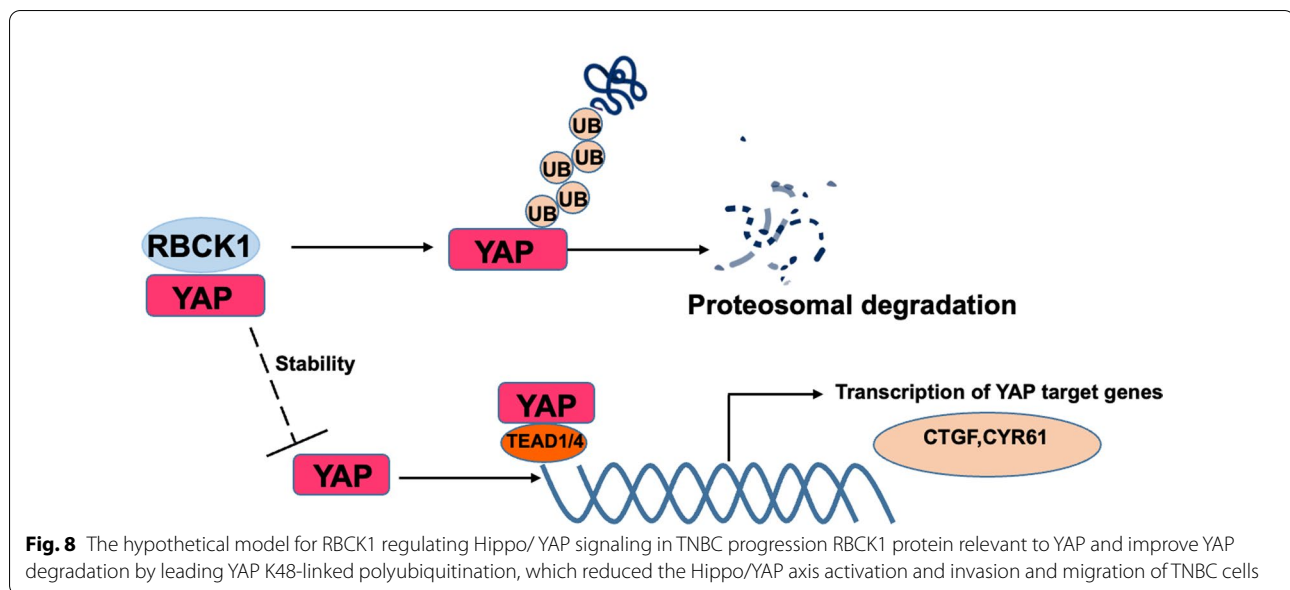 UB
UB
UB
UB
UB
RBCK1
YAP
YAP
Proteosomal degradation
Stability
YAP
TEAD1/4
Transcription of YAP target genes
CTGF,CYR61
YAP
Fig. 8 The hypothetical model for RBCK1 regulating Hippo/ YAP signaling in TNBC progression RBCK1 protein relevant to YAP and improve YAP
degradation by leading YAP K48-linked polyubiquitination, which reduced the Hippo/YAP axis activation and invasion and migration of TNBC cells